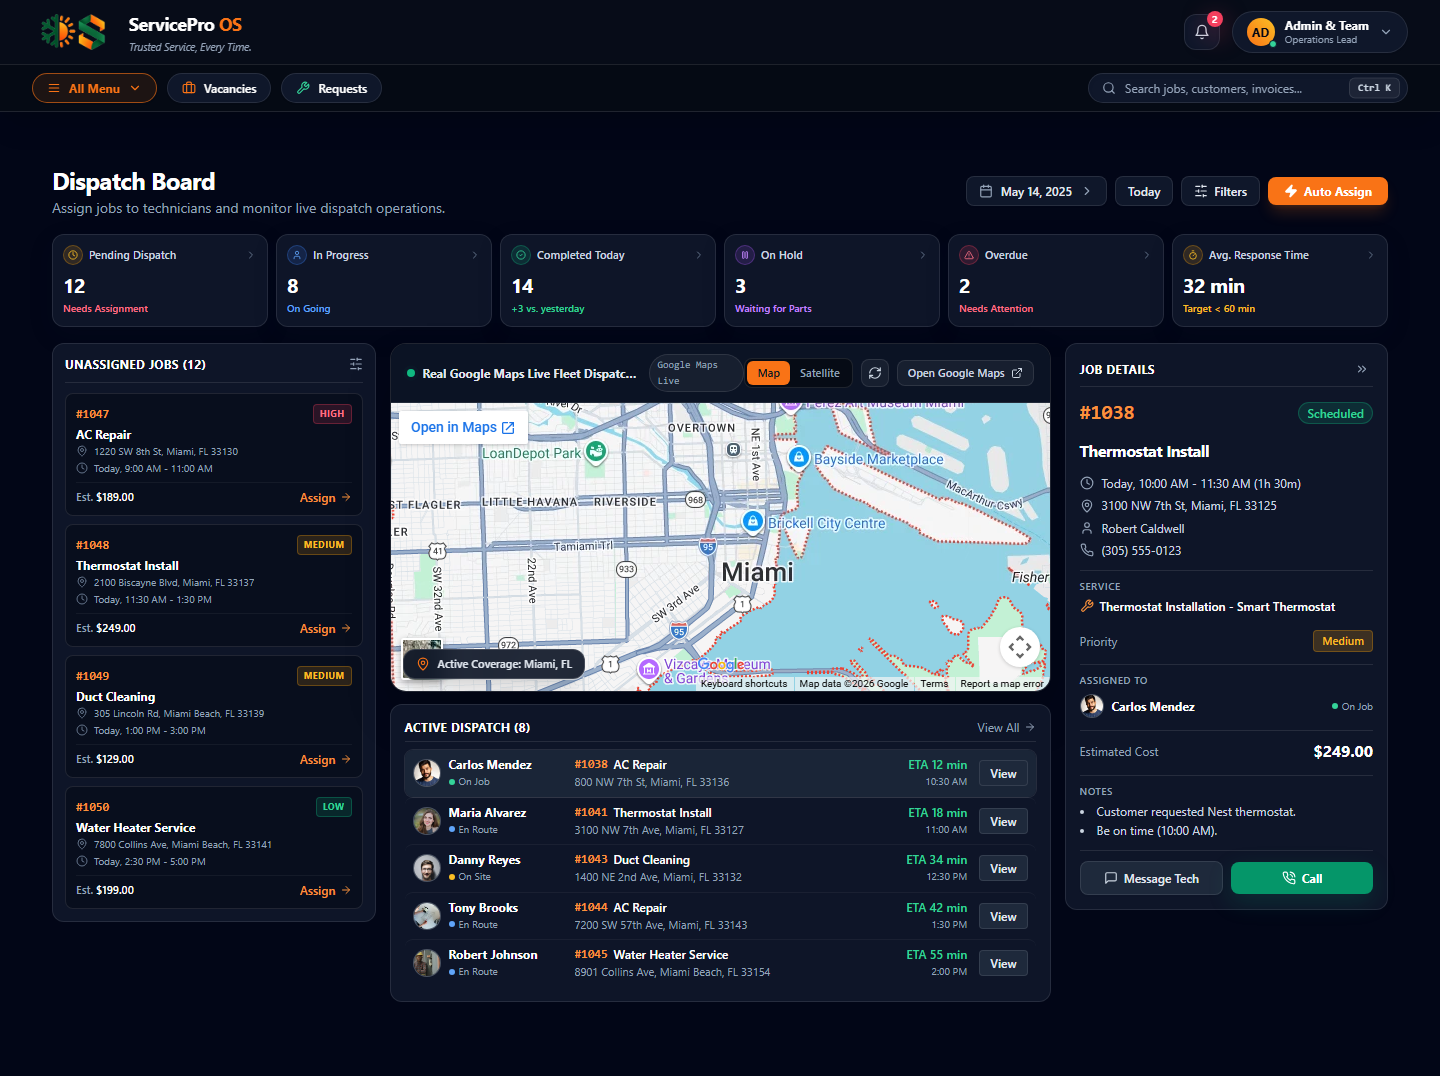 ServicePro OS
Trusted Service, Every Time.
2
AD
Admin & Team
Operations Lead
All Menu
Vacancies
Requests
Search jobs, customers, invoices...
Ctrl K
Dispatch Board
Assign jobs to technicians and monitor live dispatch operations.
May 14, 2025
Today
Filters
Auto Assign
Pending Dispatch
12
Needs Assignment
In Progress
8
On Going
Completed Today
14
+3 vs. yesterday
On Hold
3
Waiting for Parts
Overdue
2
Needs Attention
Avg. Response Time
32 min
Target < 60 min
UNASSIGNED JOBS (12)
#1047
HIGH
AC Repair
1220 SW 8th St, Miami, FL 33130
Today, 9:00 AM - 11:00 AM
Est. $189.00
Assign
#1048
MEDIUM
Thermostat Install
2100 Biscayne Blvd, Miami, FL 33137
Today, 11:30 AM - 1:30 PM
Est. $249.00
Assign
#1049
MEDIUM
Duct Cleaning
305 Lincoln Rd, Miami Beach, FL 33139
Today, 1:00 PM - 3:00 PM
Est. $129.00
Assign
#1050
LOW
Water Heater Service
7800 Collins Ave, Miami Beach, FL 33141
Today, 2:30 PM - 5:00 PM
Est. $199.00
Assign
Real Google Maps Live Fleet Dispatc...
Google Maps
Live
Map
Satellite
Open Google Maps
Open in Maps
River Dr
Perez Art Museum Miami
OVERTOWN
NE 1st Ave
LoanDepot Park
Bayside Marketplace
MacArthur Cswy
ST FLAGLER
LITTLE HAVANA
RIVERSIDE
968
Brickell City Centre
ER
41
Tamiami Trl
95
933
Miami
Fisher
SW 32nd Ave
22nd Ave
SW 3rd Ave
1
95
972
1
Active Coverage: Miami, FL
Vizca
Google
eum
& Garde
Keyboard shortcuts
Map data ©2026 Google
Terms
Report a map error
ACTIVE DISPATCH (8)
View All
Carlos Mendez
On Job
#1038 AC Repair
800 NW 7th St, Miami, FL 33136
ETA 12 min
10:30 AM
View
Maria Alvarez
En Route
#1041 Thermostat Install
3100 NW 7th Ave, Miami, FL 33127
ETA 18 min
11:00 AM
View
Danny Reyes
On Site
#1043 Duct Cleaning
1400 NE 2nd Ave, Miami, FL 33132
ETA 34 min
12:30 PM
View
Tony Brooks
En Route
#1044 AC Repair
7200 SW 57th Ave, Miami, FL 33143
ETA 42 min
1:30 PM
View
Robert Johnson
En Route
#1045 Water Heater Service
8901 Collins Ave, Miami Beach, FL 33154
ETA 55 min
2:00 PM
View
JOB DETAILS
#1038
Scheduled
Thermostat Install
Today, 10:00 AM - 11:30 AM (1h 30m)
3100 NW 7th St, Miami, FL 33125
Robert Caldwell
(305) 555-0123
SERVICE
Thermostat Installation - Smart Thermostat
Priority
Medium
ASSIGNED TO
Carlos Mendez
On Job
Estimated Cost
$249.00
NOTES
• Customer requested Nest thermostat.
• Be on time (10:00 AM).
Message Tech
Call